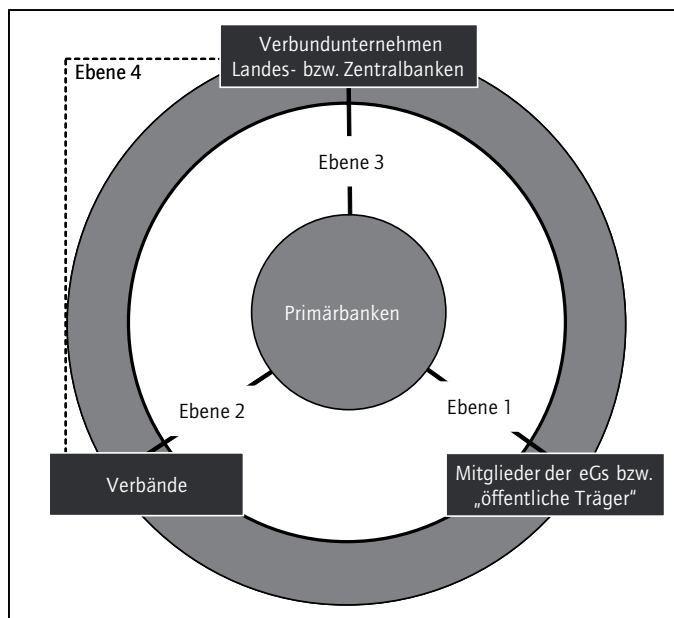 Verbundunternehmen
Landes- bzw. Zentralbanken
Ebene 4
Ebene 3
Primärbanken
Ebene 2
Ebene 1
Verbände
Mitglieder der eGs bzw.
„öffentliche Träger“